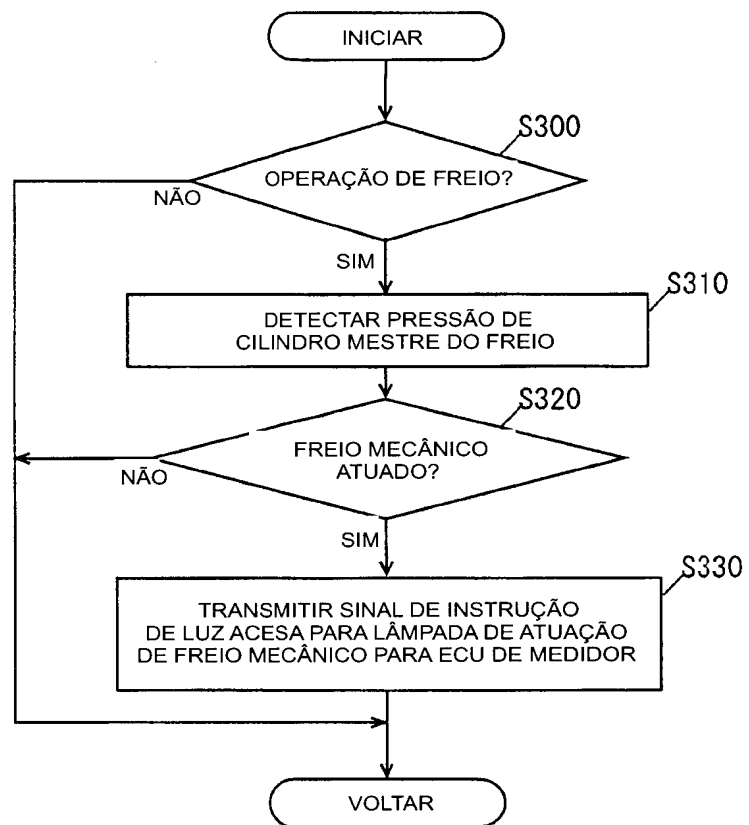 INICIAR
S300
OPERAÇÃO DE FREIO?
NÃO
SIM
S310
DETECTAR PRESSÃO DE
CILINDRO MESTRE DO FREIO
S320
FREIO MECÂNICO
ATUADO?
NÃO
SIM
S330
TRANSMITIR SINAL DE INSTRUÇÃO
DE LUZ ACESA PARA LÂMPADA DE ATUAÇÃO
DE FREIO MECÂNICO PARA ECU DE MEDIDOR
VOLTAR